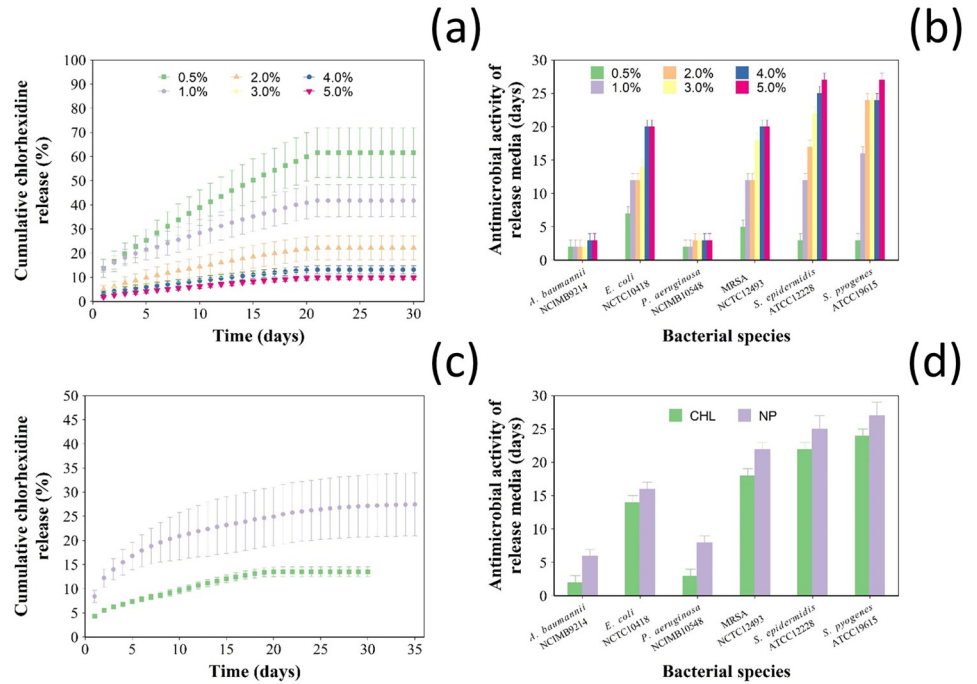 (a)
Cumulative chlorhexidine
release (%)
100
90
80
70
60
50
40
30
20
10
0
0.5% 2.0% 4.0%
1.0% 3.0% 5.0%
0 5 10 15 20 25 30
Time (days)
(b)
Antimicrobial activity of
release media (days)
30
25
20
15
10
5
0
0.5% 2.0% 4.0%
1.0% 3.0% 5.0%
A. baumannii
NCIMB9214
E. coli
NCTC10418
P. aeruginosa
NCIMB10548
MRSA
NCTC12493
S. epidermidis
ATCC12228
S. pyogenes
ATCC19615
Bacterial species
(c)
Cumulative chlorhexidine
release (%)
50
45
40
35
30
25
20
15
10
5
0
0 5 10 15 20 25 30 35
Time (days)
(d)
Antimicrobial activity of
release media (days)
30
25
20
15
10
5
0
CHL NP
A. baumannii
NCIMB9214
E. coli
NCTC10418
P. aeruginosa
NCIMB10548
MRSA
NCTC12493
S. epidermidis
ATCC12228
S. pyogenes
ATCC19615
Bacterial species